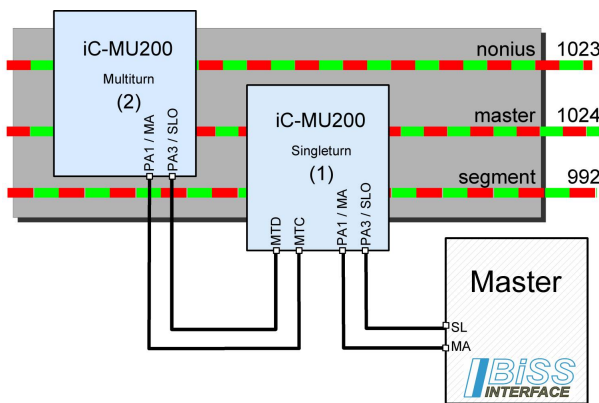 iC-MU200
Multiturn
(2)
PA1 / MA
PA3 / SLO
nonius 1023
iC-MU200
Singleturn
(1)
master 1024
segment 992
MTD
MTC
PA1 / MA
PA3 / SLO
Master
SL
MA
BiSS
INTERFACE